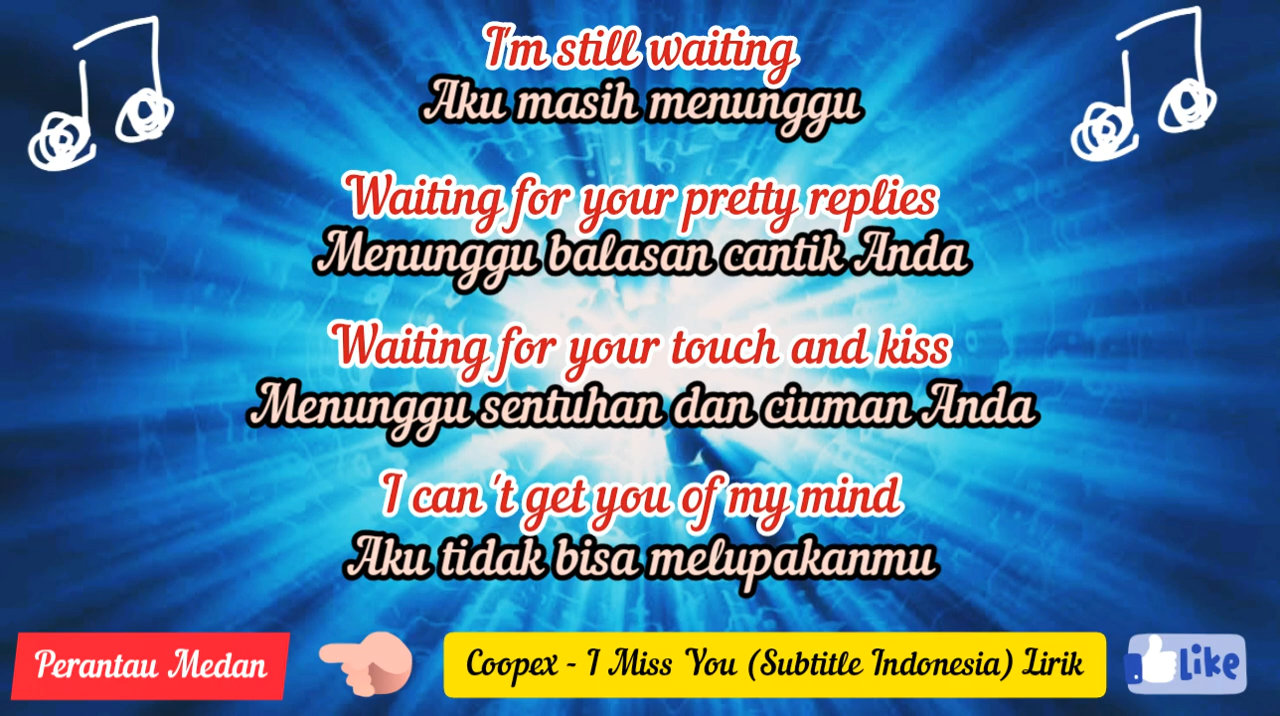 I'm still waiting
Aku masih menunggu
Waiting for your pretty replies
Menunggu balasan cantik Anda
Waiting for your touch and kiss
Menunggu sentuhan dan ciuman Anda
I can't get you of my mind
Aku tidak bisa melupakanmu
Perantau Medan
Coopex - I Miss You (Subtitle Indonesia) Lirik
Like